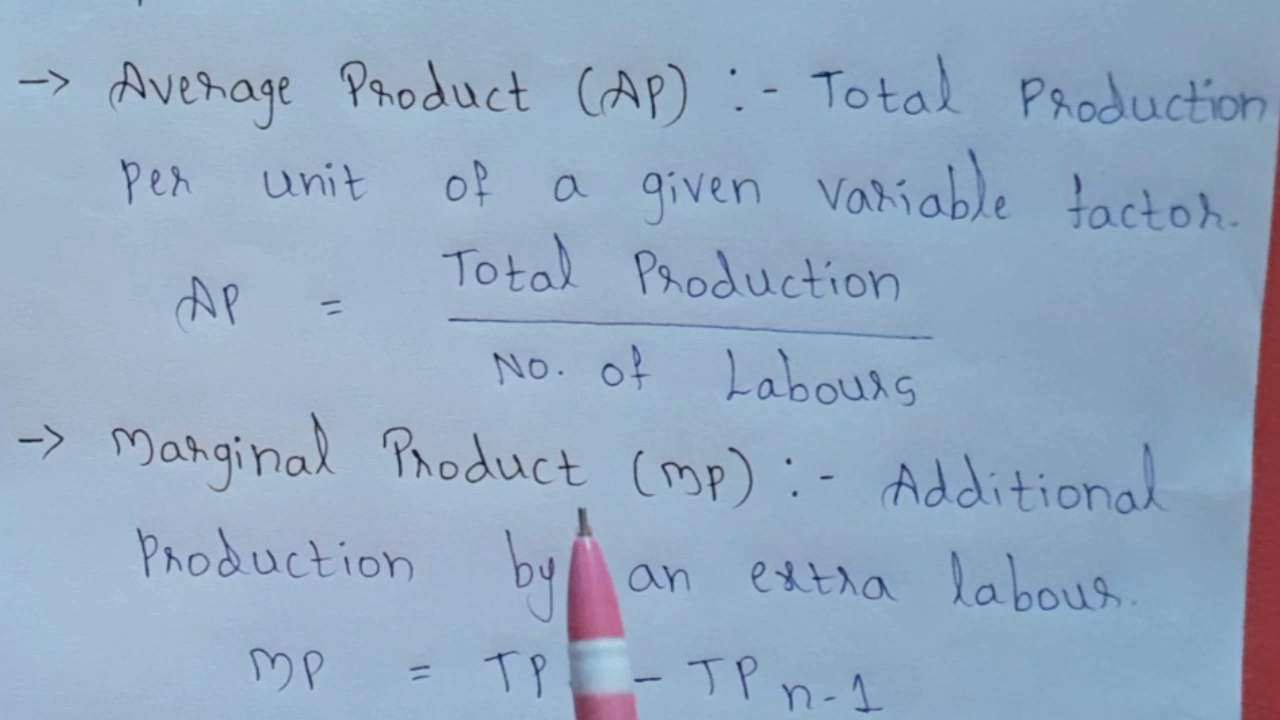 → Average Product (AP) :- Total Production
Per unit of a given variable factor.
AP = Total Production
No. of Labours
→ Marginal Product (MP) :- Additional
Production by an extra labour.
MP = TP - TP n-1